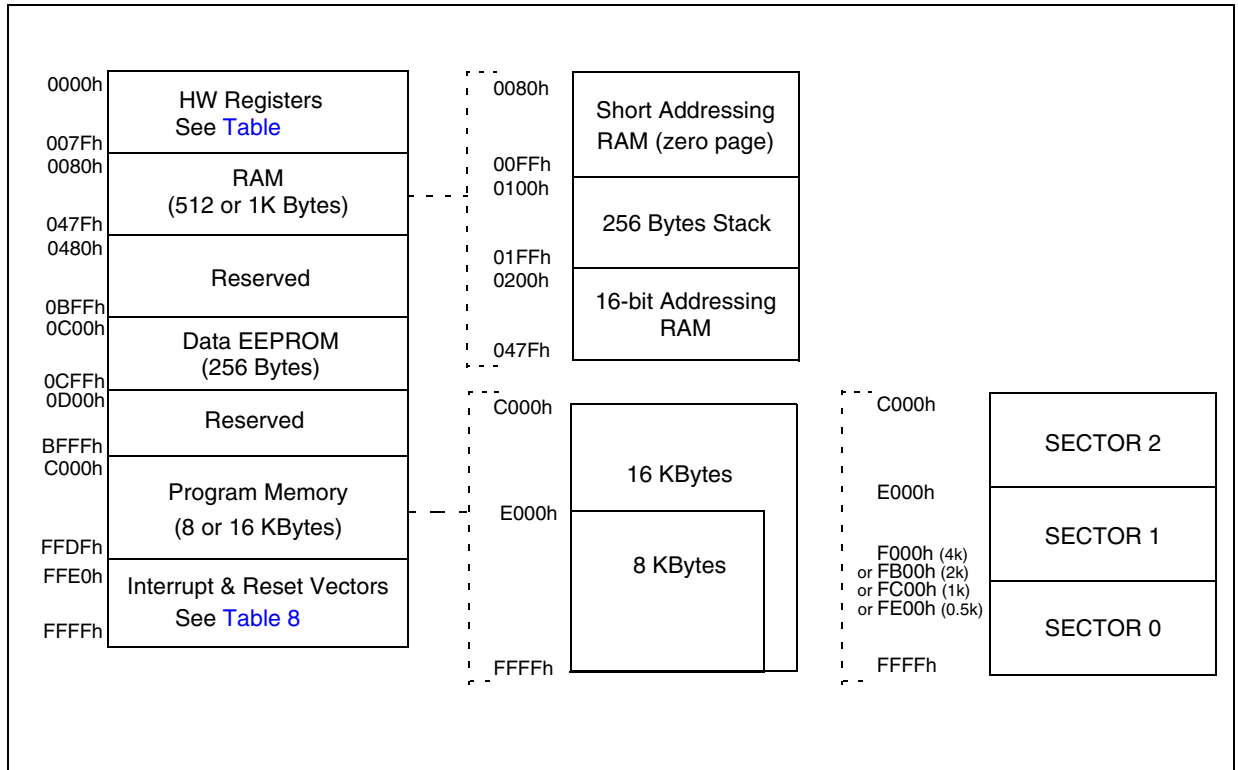 0000h
HW Registers
See Table
007Fh
0080h
RAM
(512 or 1K Bytes)
047Fh
0480h
Reserved
0BFFh
0C00h
Data EEPROM
(256 Bytes)
0CFFh
0D00h
Reserved
BFFFh
C000h
Program Memory
(8 or 16 KBytes)
FFDFh
FFE0h
Interrupt & Reset Vectors
See Table 8
FFFFh
0080h
Short Addressing
RAM (zero page)
00FFh
0100h
256 Bytes Stack
01FFh
0200h
16-bit Addressing
RAM
047Fh
C000h
16 KBytes
E000h
8 KBytes
FFFFh
C000h
SECTOR 2
E000h
SECTOR 1
F000h (4k)
or FB00h (2k)
or FC00h (1k)
or FE00h (0.5k)
SECTOR 0
FFFFh